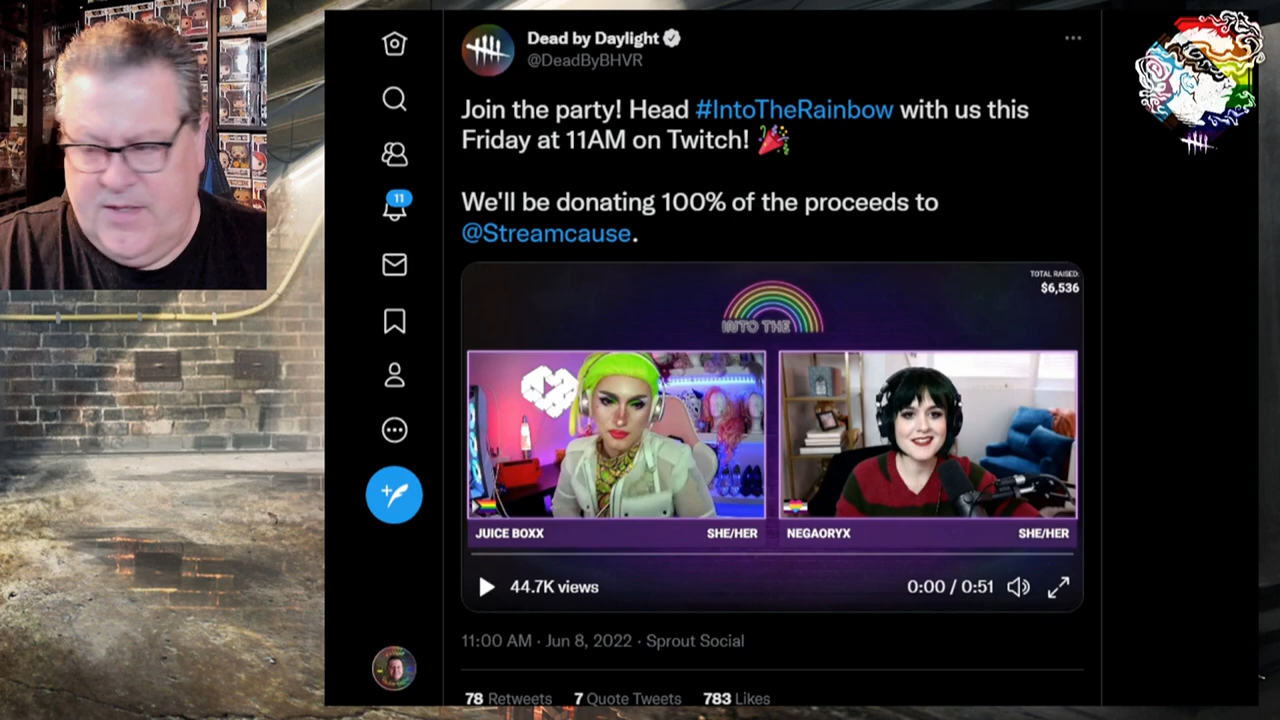 Dead by Daylight
@DeadByBHVR
Join the party! Head #IntoTheRainbow with us this
Friday at 11AM on Twitch! 🎉
We'll be donating 100% of the proceeds to
@Streamcause.
11
TOTAL RAISED:
$6,536
INTO THE
JUICE BOXX
SHE/HER
NEGAORYX
SHE/HER
44.7K views
0:00 / 0:51
11:00 AM · Jun 8, 2022 · Sprout Social
78 Retweets 7 Quote Tweets 783 Likes